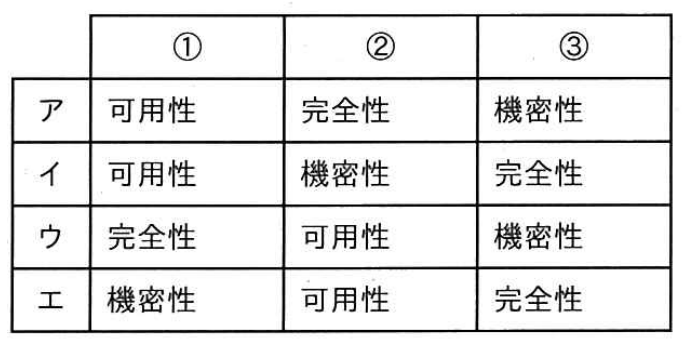 ① ② ③
ア 可用性 完全性 機密性
イ 可用性 機密性 完全性
ウ 完全性 可用性 機密性
エ 機密性 可用性 完全性